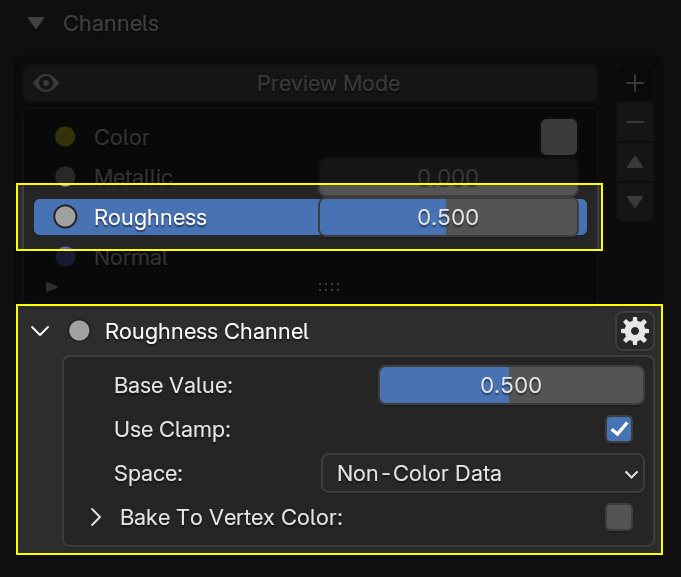 Channels
Preview Mode
Color
Metallic 0.000
Roughness 0.500
Normal
Roughness Channel
Base Value: 0.500
Use Clamp:
Space: Non-Color Data
Bake To Vertex Color: